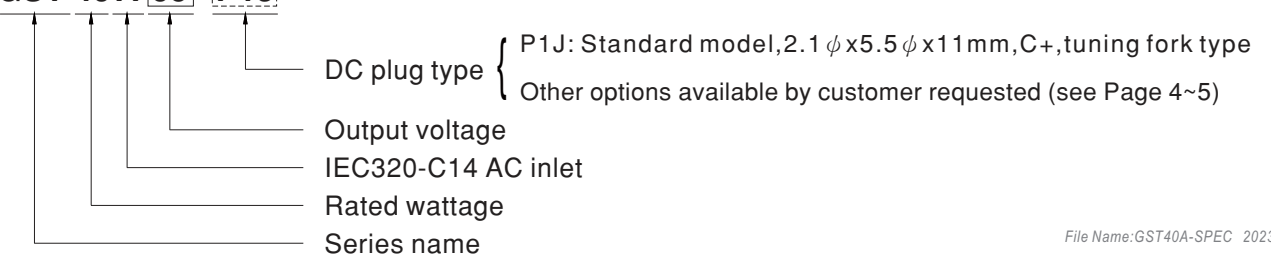 DC plug type
P1J: Standard model,2.1ϕx5.5ϕx11mm,C+,tuning fork type
Other options available by customer requested (see Page 4~5)
Output voltage
IEC320-C14 AC inlet
Rated wattage
Series name
File Name:GST40A-SPEC